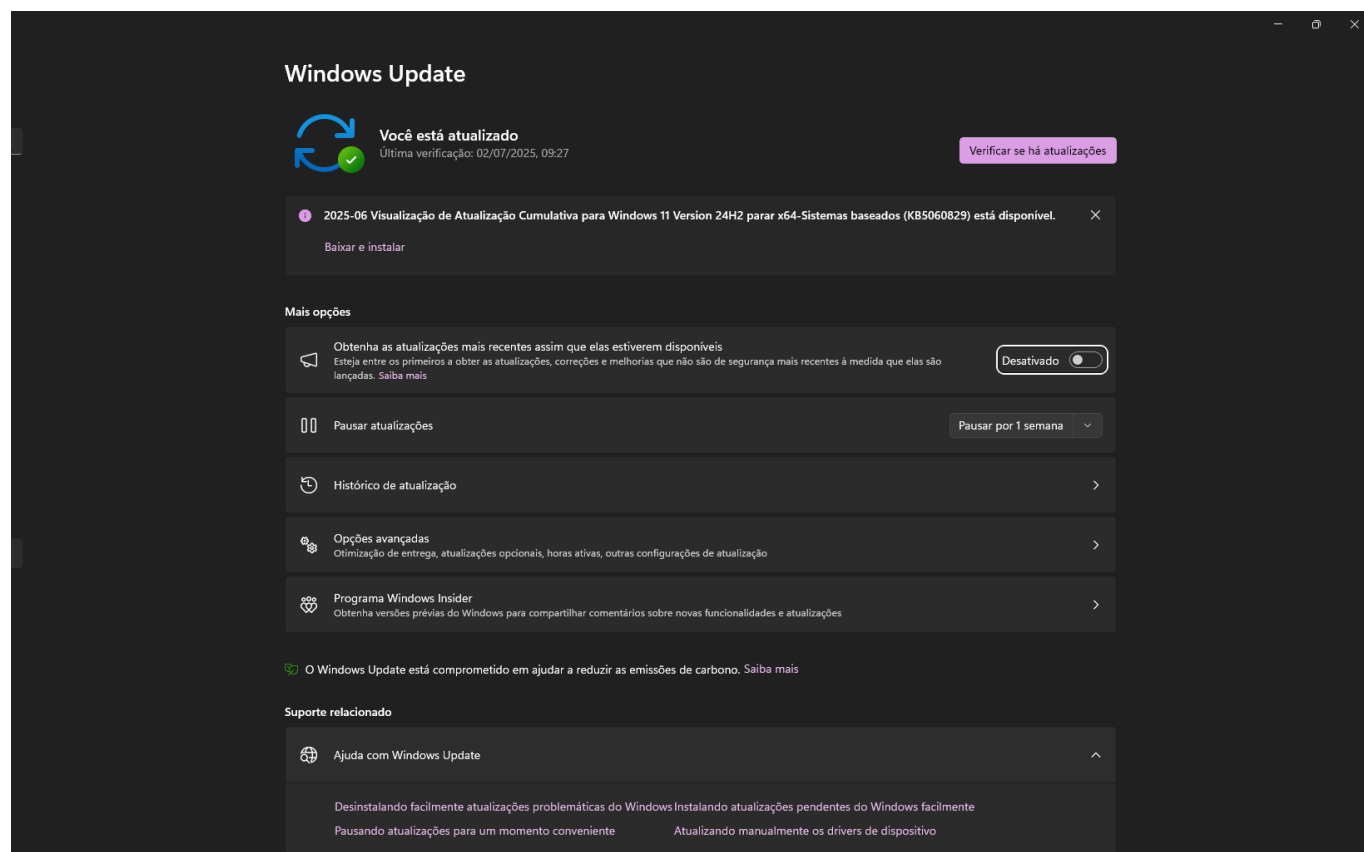 Windows Update
Você está atualizado
Última verificação: 02/07/2025, 09:27
Verificar se há atualizações
2025-06 Visualização de Atualização Cumulativa para Windows 11 Version 24H2 parar x64-Sistemas baseados (KB5060829) está disponível.
Baixar e instalar
Mais opções
Obtenha as atualizações mais recentes assim que elas estiverem disponíveis
Esteja entre os primeiros a obter as atualizações, correções e melhorias que não são de segurança mais recentes à medida que elas são
lançadas. Saiba mais
Desativado
Pausar atualizações
Pausar por 1 semana
Histórico de atualização
Opções avançadas
Otimização de entrega, atualizações opcionais, horas ativas, outras configurações de atualização
Programa Windows Insider
Obtenha versões prévias do Windows para compartilhar comentários sobre novas funcionalidades e atualizações
O Windows Update está comprometido em ajudar a reduzir as emissões de carbono. Saiba mais
Suporte relacionado
Ajuda com Windows Update
Desinstalando facilmente atualizações problemáticas do Windows Instalando atualizações pendentes do Windows facilmente
Pausando atualizações para um momento conveniente Atualizando manualmente os drivers de dispositivo